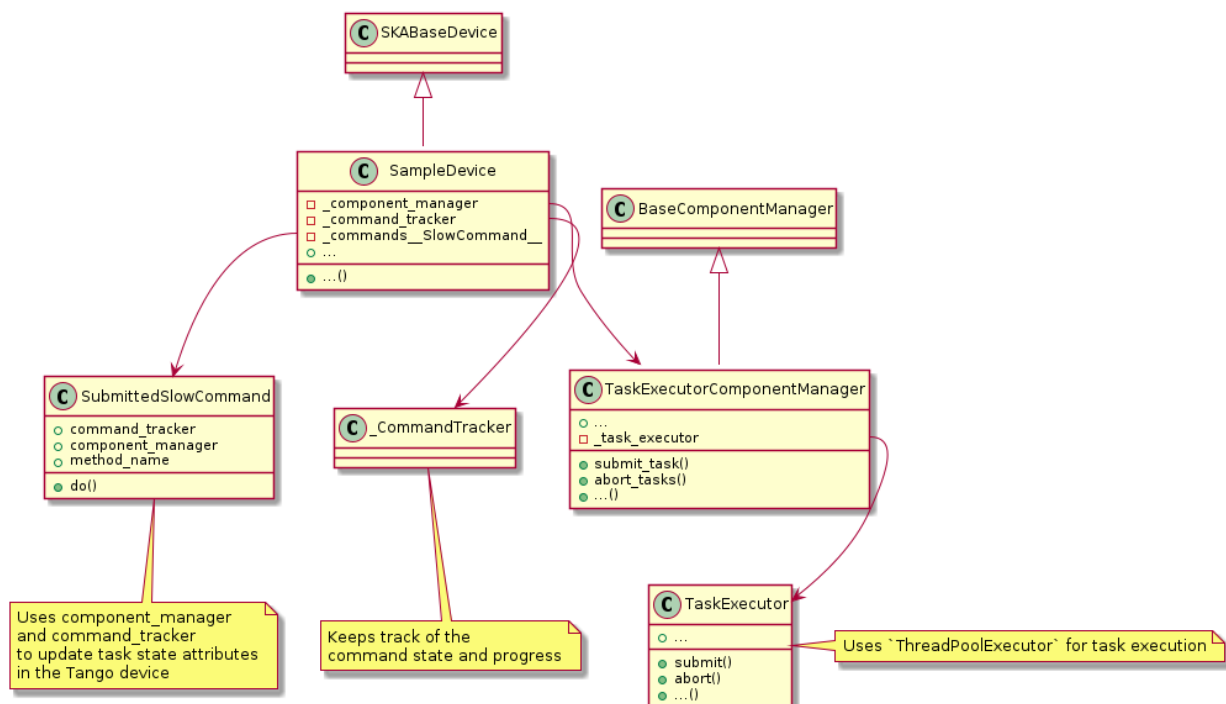 C SKABaseDevice
C SampleDevice
_component_manager
_command_tracker
_commands__SlowCommand__
...
...()
C BaseComponentManager
C SubmittedSlowCommand
command_tracker
component_manager
method_name
do()
C _CommandTracker
C TaskExecutorComponentManager
...
_task_executor
submit_task()
abort_tasks()
...()
Uses component_manager
and command_tracker
to update task state attributes
in the Tango device
Keeps track of the
command state and progress
C TaskExecutor
...
submit()
abort()
...()
Uses `ThreadPoolExecutor` for task execution